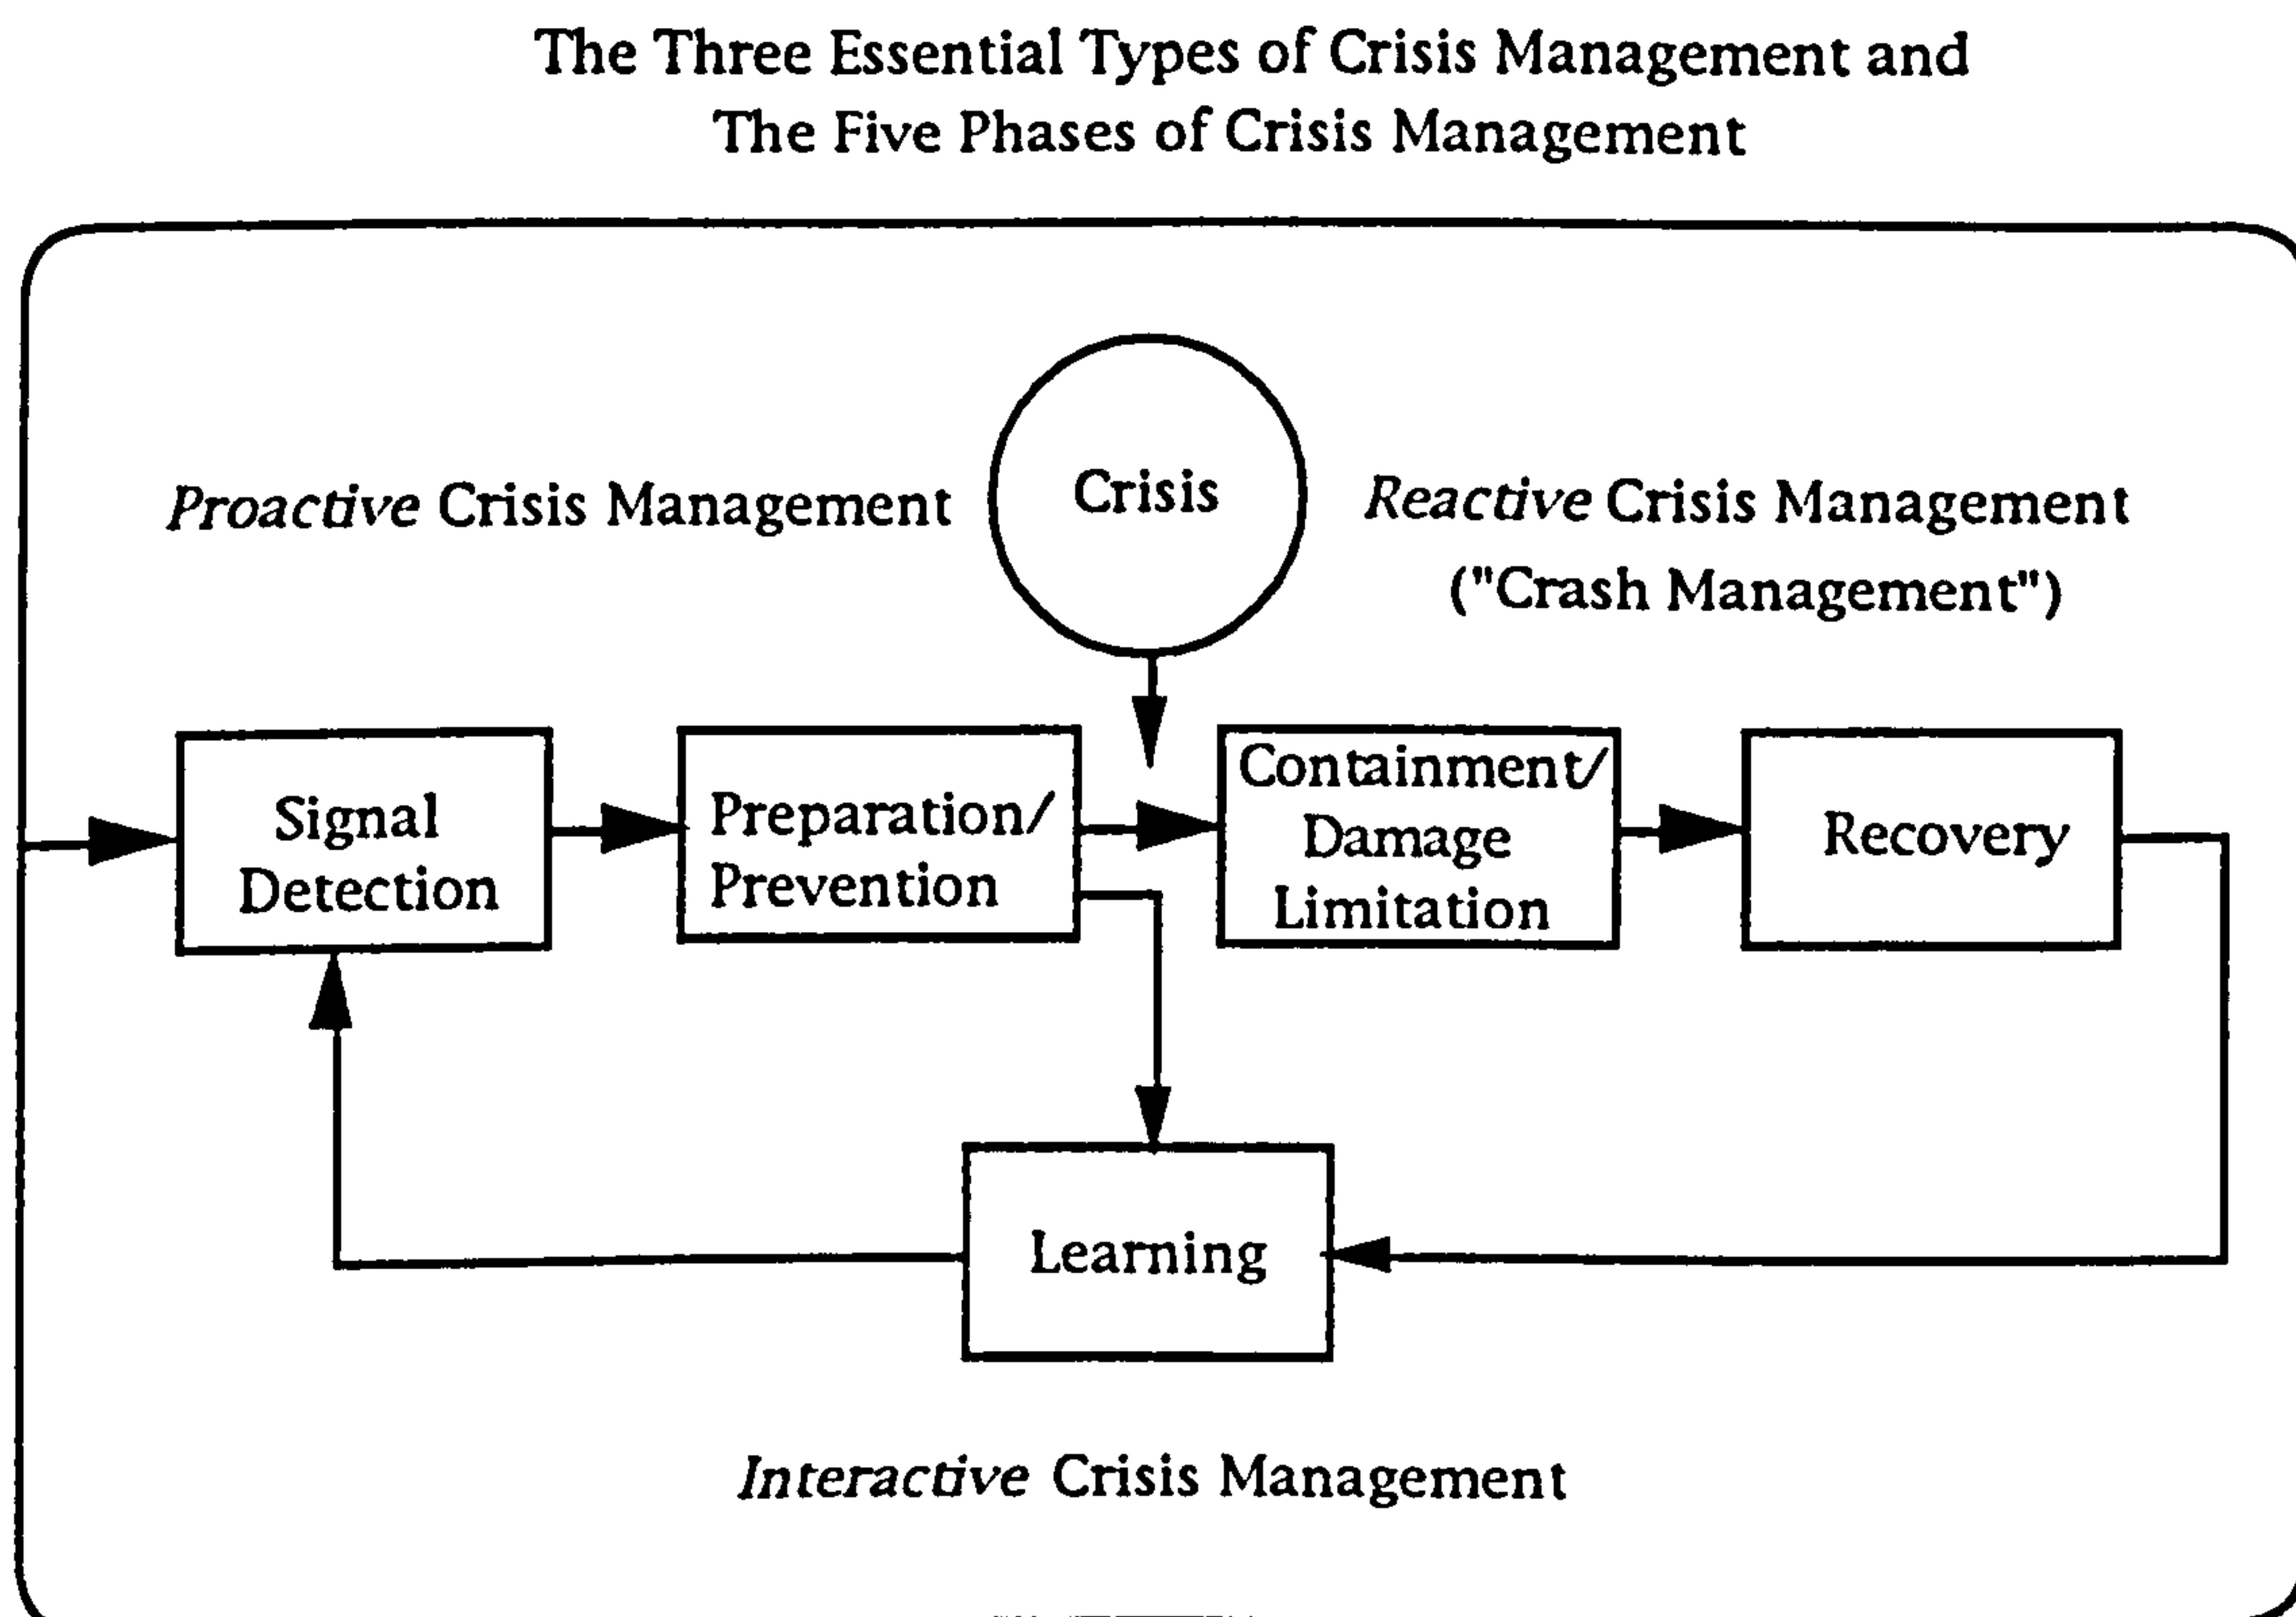 The Three Essential Types of Crisis Management and
The Five Phases of Crisis Management
Crisis
Proactive Crisis Management
Reactive Crisis Management
("Crash Management")
Signal
Detection
Preparation/
Prevention
Containment/
Damage
Limitation
Recovery
Learning
Interactive Crisis Management